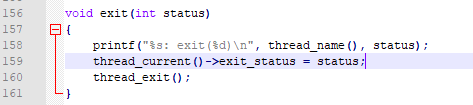 156 void exit(int status)
157 {
158 printf("%s: exit(%d)\n", thread_name(), status);
159 thread_current()->exit_status = status;
160 thread_exit();
161 }